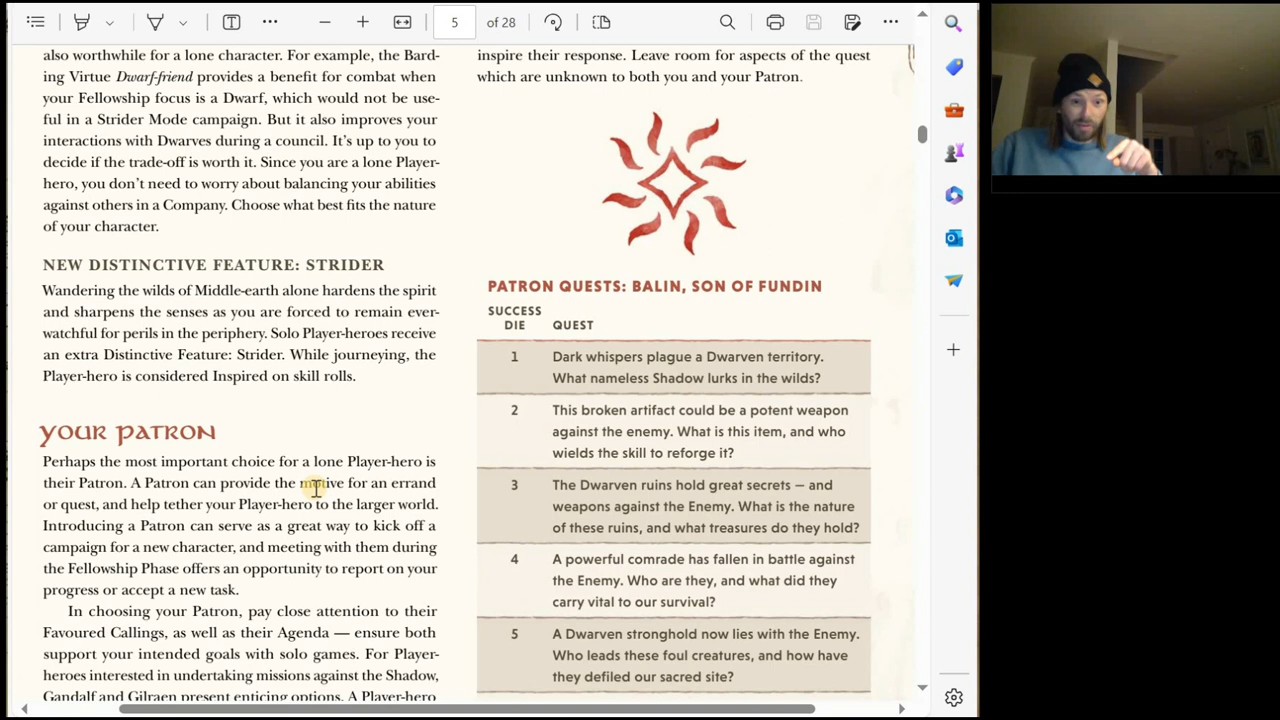 5 of 28
also worthwhile for a lone character. For example, the Bard-
ing Virtue Dwarf-friend provides a benefit for combat when
your Fellowship focus is a Dwarf, which would not be use-
ful in a Strider Mode campaign. But it also improves your
interactions with Dwarves during a council. It's up to you to
decide if the trade-off is worth it. Since you are a lone Player-
hero, you don't need to worry about balancing your abilities
against others in a Company. Choose what best fits the nature
of your character.
NEW DISTINCTIVE FEATURE: STRIDER
Wandering the wilds of Middle-earth alone hardens the spirit
and sharpens the senses as you are forced to remain ever-
watchful for perils in the periphery. Solo Player-heroes receive
an extra Distinctive Feature: Strider. While journeying, the
Player-hero is considered Inspired on skill rolls.
YOUR PATRON
Perhaps the most important choice for a lone Player-hero is
their Patron. A Patron can provide the motive for an errand
or quest, and help tether your Player-hero to the larger world.
Introducing a Patron can serve as a great way to kick off a
campaign for a new character, and meeting with them during
the Fellowship Phase offers an opportunity to report on your
progress or accept a new task.
In choosing your Patron, pay close attention to their
Favoured Callings, as well as their Agenda — ensure both
support your intended goals with solo games. For Player-
heroes interested in undertaking missions against the Shadow,
Gandalf and Gilraen present enticing options. A Player-hero
inspire their response. Leave room for aspects of the quest
which are unknown to both you and your Patron.
PATRON QUESTS: BALIN, SON OF FUNDIN
SUCCESS
DIE QUEST
1 Dark whispers plague a Dwarven territory.
What nameless Shadow lurks in the wilds?
2 This broken artifact could be a potent weapon
against the enemy. What is this item, and who
wields the skill to reforge it?
3 The Dwarven ruins hold great secrets — and
weapons against the Enemy. What is the nature
of these ruins, and what treasures do they hold?
4 A powerful comrade has fallen in battle against
the Enemy. Who are they, and what did they
carry vital to our survival?
5 A Dwarven stronghold now lies with the Enemy.
Who leads these foul creatures, and how have
they defiled our sacred site?